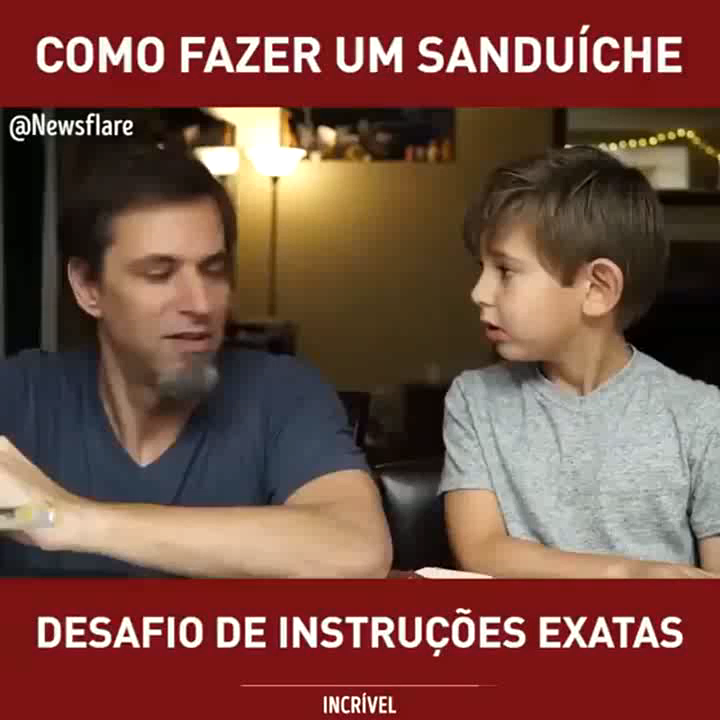 COMO FAZER UM SANDUÍCHE
@Newsflare
DESAFIO DE INSTRUÇÕES EXATAS
INCRÍVEL